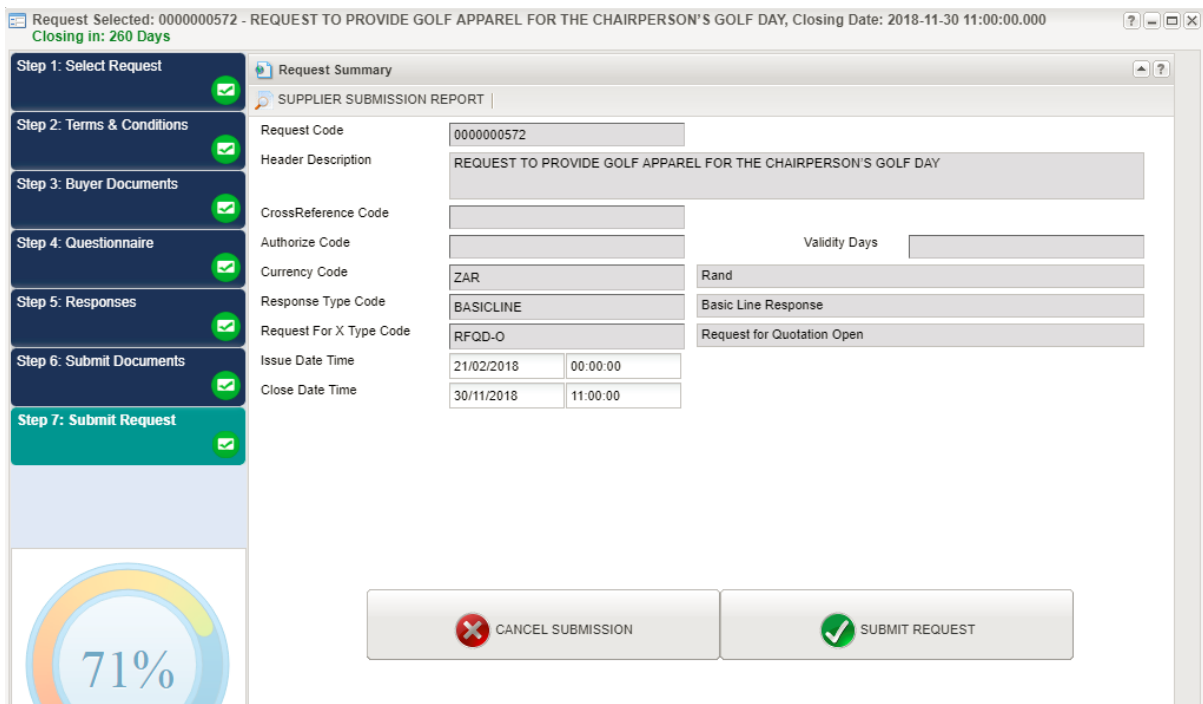 Request Selected: 0000000572 - REQUEST TO PROVIDE GOLF APPAREL FOR THE CHAIRPERSON'S GOLF DAY, Closing Date: 2018-11-30 11:00:00.000
Closing in: 260 Days
Step 1: Select Request
Step 2: Terms & Conditions
Step 3: Buyer Documents
Step 4: Questionnaire
Step 5: Responses
Step 6: Submit Documents
Step 7: Submit Request
71%
Request Summary
SUPPLIER SUBMISSION REPORT
Request Code 0000000572
Header Description REQUEST TO PROVIDE GOLF APPAREL FOR THE CHAIRPERSON'S GOLF DAY
CrossReference Code
Authorize Code Validity Days
Currency Code ZAR Rand
Response Type Code BASICLINE Basic Line Response
Request For X Type Code RFQD-O Request for Quotation Open
Issue Date Time 21/02/2018 00:00:00
Close Date Time 30/11/2018 11:00:00
CANCEL SUBMISSION SUBMIT REQUEST